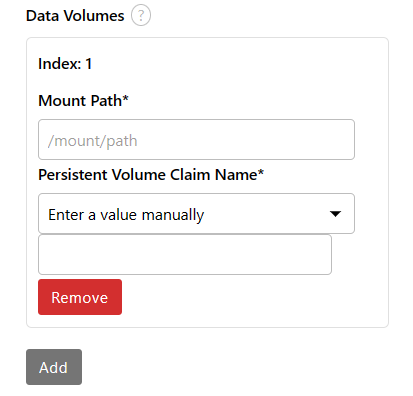 Data Volumes ?
Index: 1
Mount Path*
/mount/path
Persistent Volume Claim Name*
Enter a value manually
Remove
Add